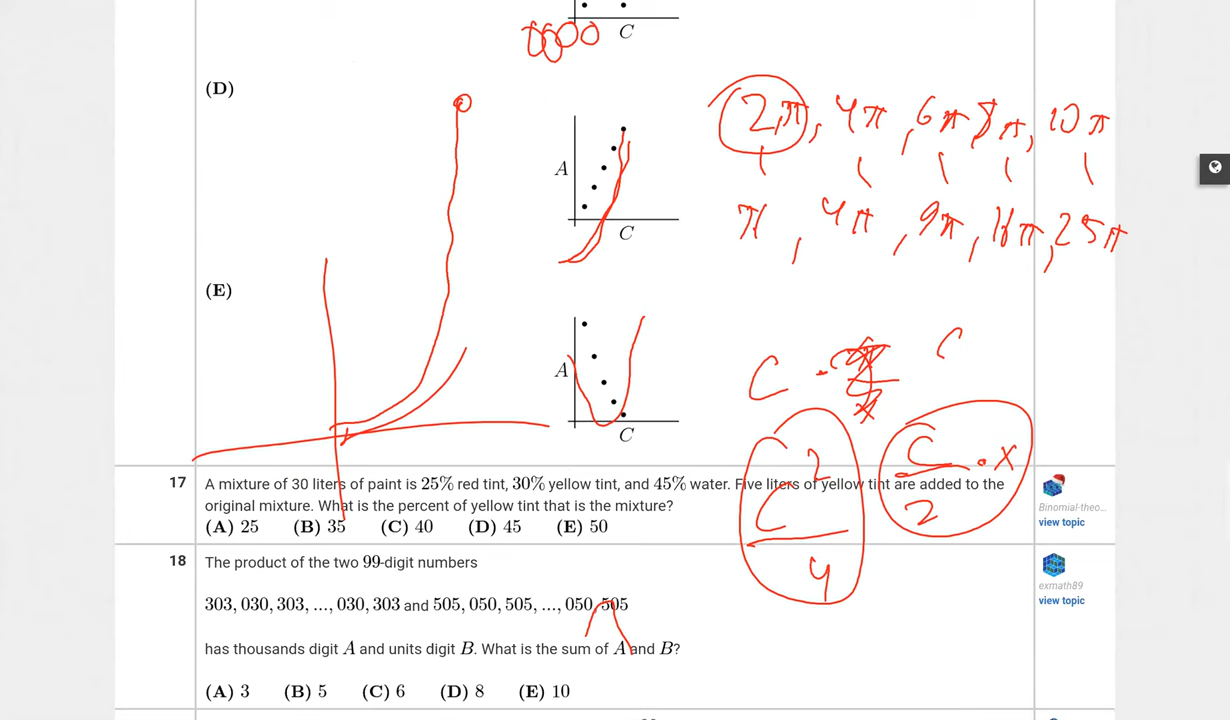 C
(D)
2π, 4π, 6π, 8π, 10π
A
C
π, 4π, 9π, 16π, 25π
(E)
A
C
C
C
C 2
C
4
C
2
• x
17 A mixture of 30 liters of paint is 25% red tint, 30% yellow tint, and 45% water. Five liters of yellow tint are added to the
original mixture. What is the percent of yellow tint that is the mixture?
(A) 25 (B) 35 (C) 40 (D) 45 (E) 50
Binomial-theo...
view topic
18 The product of the two 99-digit numbers
303, 030, 303, ..., 030, 303 and 505, 050, 505, ..., 050, 505
has thousands digit A and units digit B. What is the sum of A and B?
(A) 3 (B) 5 (C) 6 (D) 8 (E) 10
exmath89
view topic